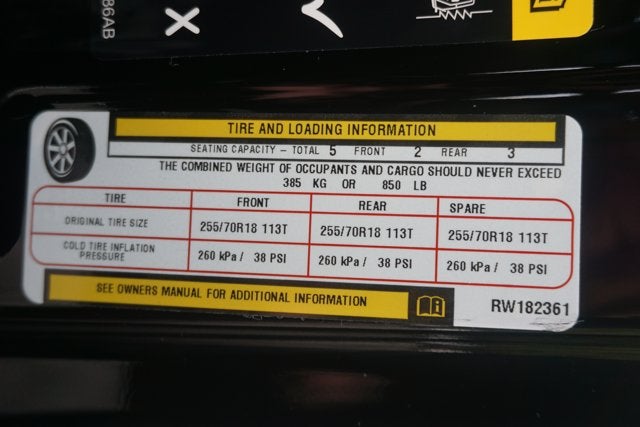 86AB
TIRE AND LOADING INFORMATION
SEATING CAPACITY – TOTAL 5 FRONT 2 REAR 3
THE COMBINED WEIGHT OF OCCUPANTS AND CARGO SHOULD NEVER EXCEED
385 KG OR 850 LB
TIRE FRONT REAR SPARE
ORIGINAL TIRE SIZE 255/70R18 113T 255/70R18 113T 255/70R18 113T
COLD TIRE INFLATION
PRESSURE 260 kPa / 38 PSI 260 kPa / 38 PSI 260 kPa / 38 PSI
SEE OWNERS MANUAL FOR ADDITIONAL INFORMATION
RW182361